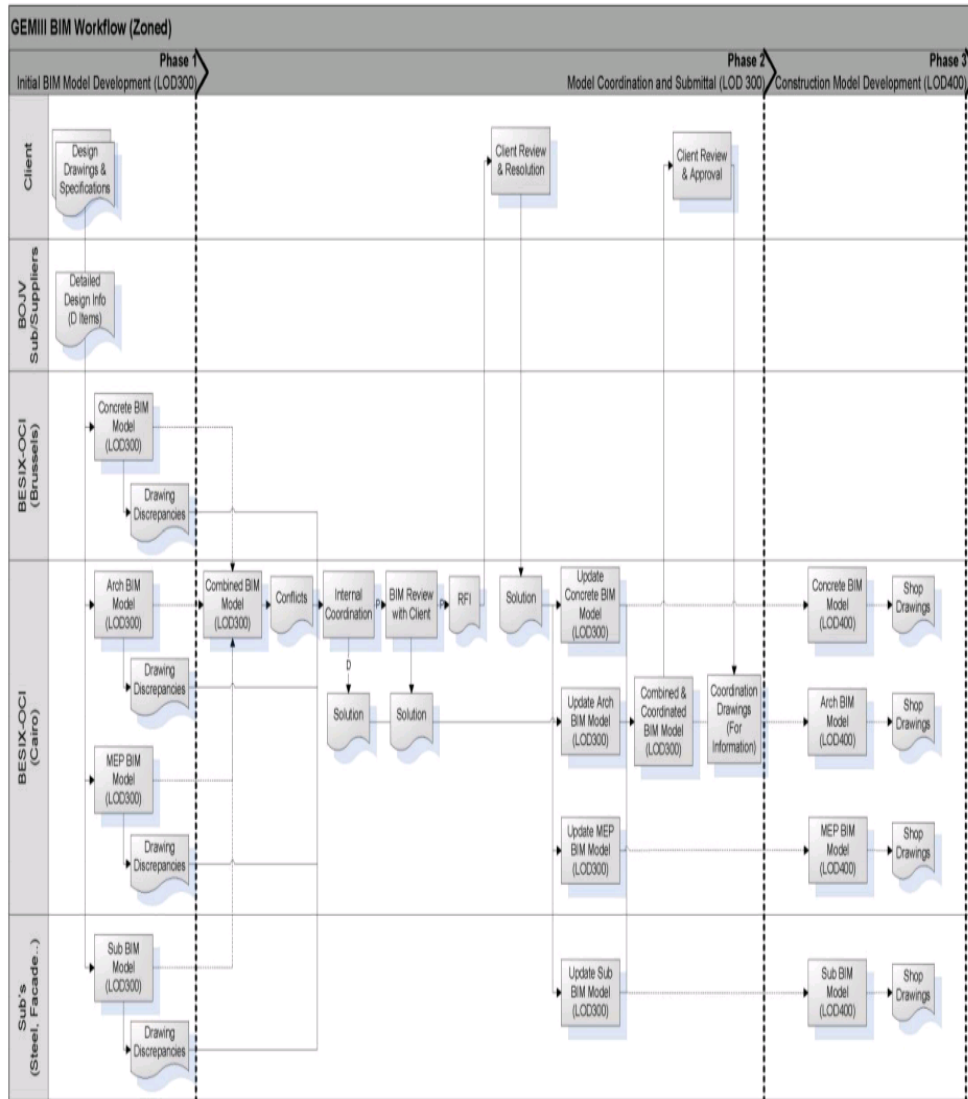 GEMIII BIM Workflow (Zoned)
Phase 1
Initial BIM Model Development (LOD300)
Phase 2
Model Coordination and Submittal (LOD 300)
Phase 3
Construction Model Development (LOD400)
Client
Design
Drawings &
Specifications
Client Review
& Resolution
Client Review
& Approval
BOJV
Sub/Suppliers
Detailed
Design Info
(D Items)
BESIX-OCI
(Brussels)
Concrete BIM
Model
(LOD300)
Drawing
Discrepancies
BESIX-OCI
(Cairo)
Arch BIM
Model
(LOD300)
Combined BIM
Model
(LOD300)
Conflicts
Internal
Coordination
P
BIM Review
with Client
P
RFI
Solution
Update
Concrete BIM
Model
(LOD300)
Concrete BIM
Model
(LOD400)
Shop
Drawings
Drawing
Discrepancies
D
Solution
Solution
Update Arch
BIM Model
(LOD300)
Combined &
Coordinated
BIM Model
(LOD300)
Coordination
Drawings
(For
Information)
Arch BIM
Model
(LOD400)
Shop
Drawings
MEP BIM
Model
(LOD300)
Drawing
Discrepancies
Update MEP
BIM Model
(LOD300)
MEP BIM
Model
(LOD400)
Shop
Drawings
Sub's
(Steel, Facade..)
Sub BIM
Model
(LOD300)
Drawing
Discrepancies
Update Sub
BIM Model
(LOD300)
Sub BIM
Model
(LOD400)
Shop
Drawings